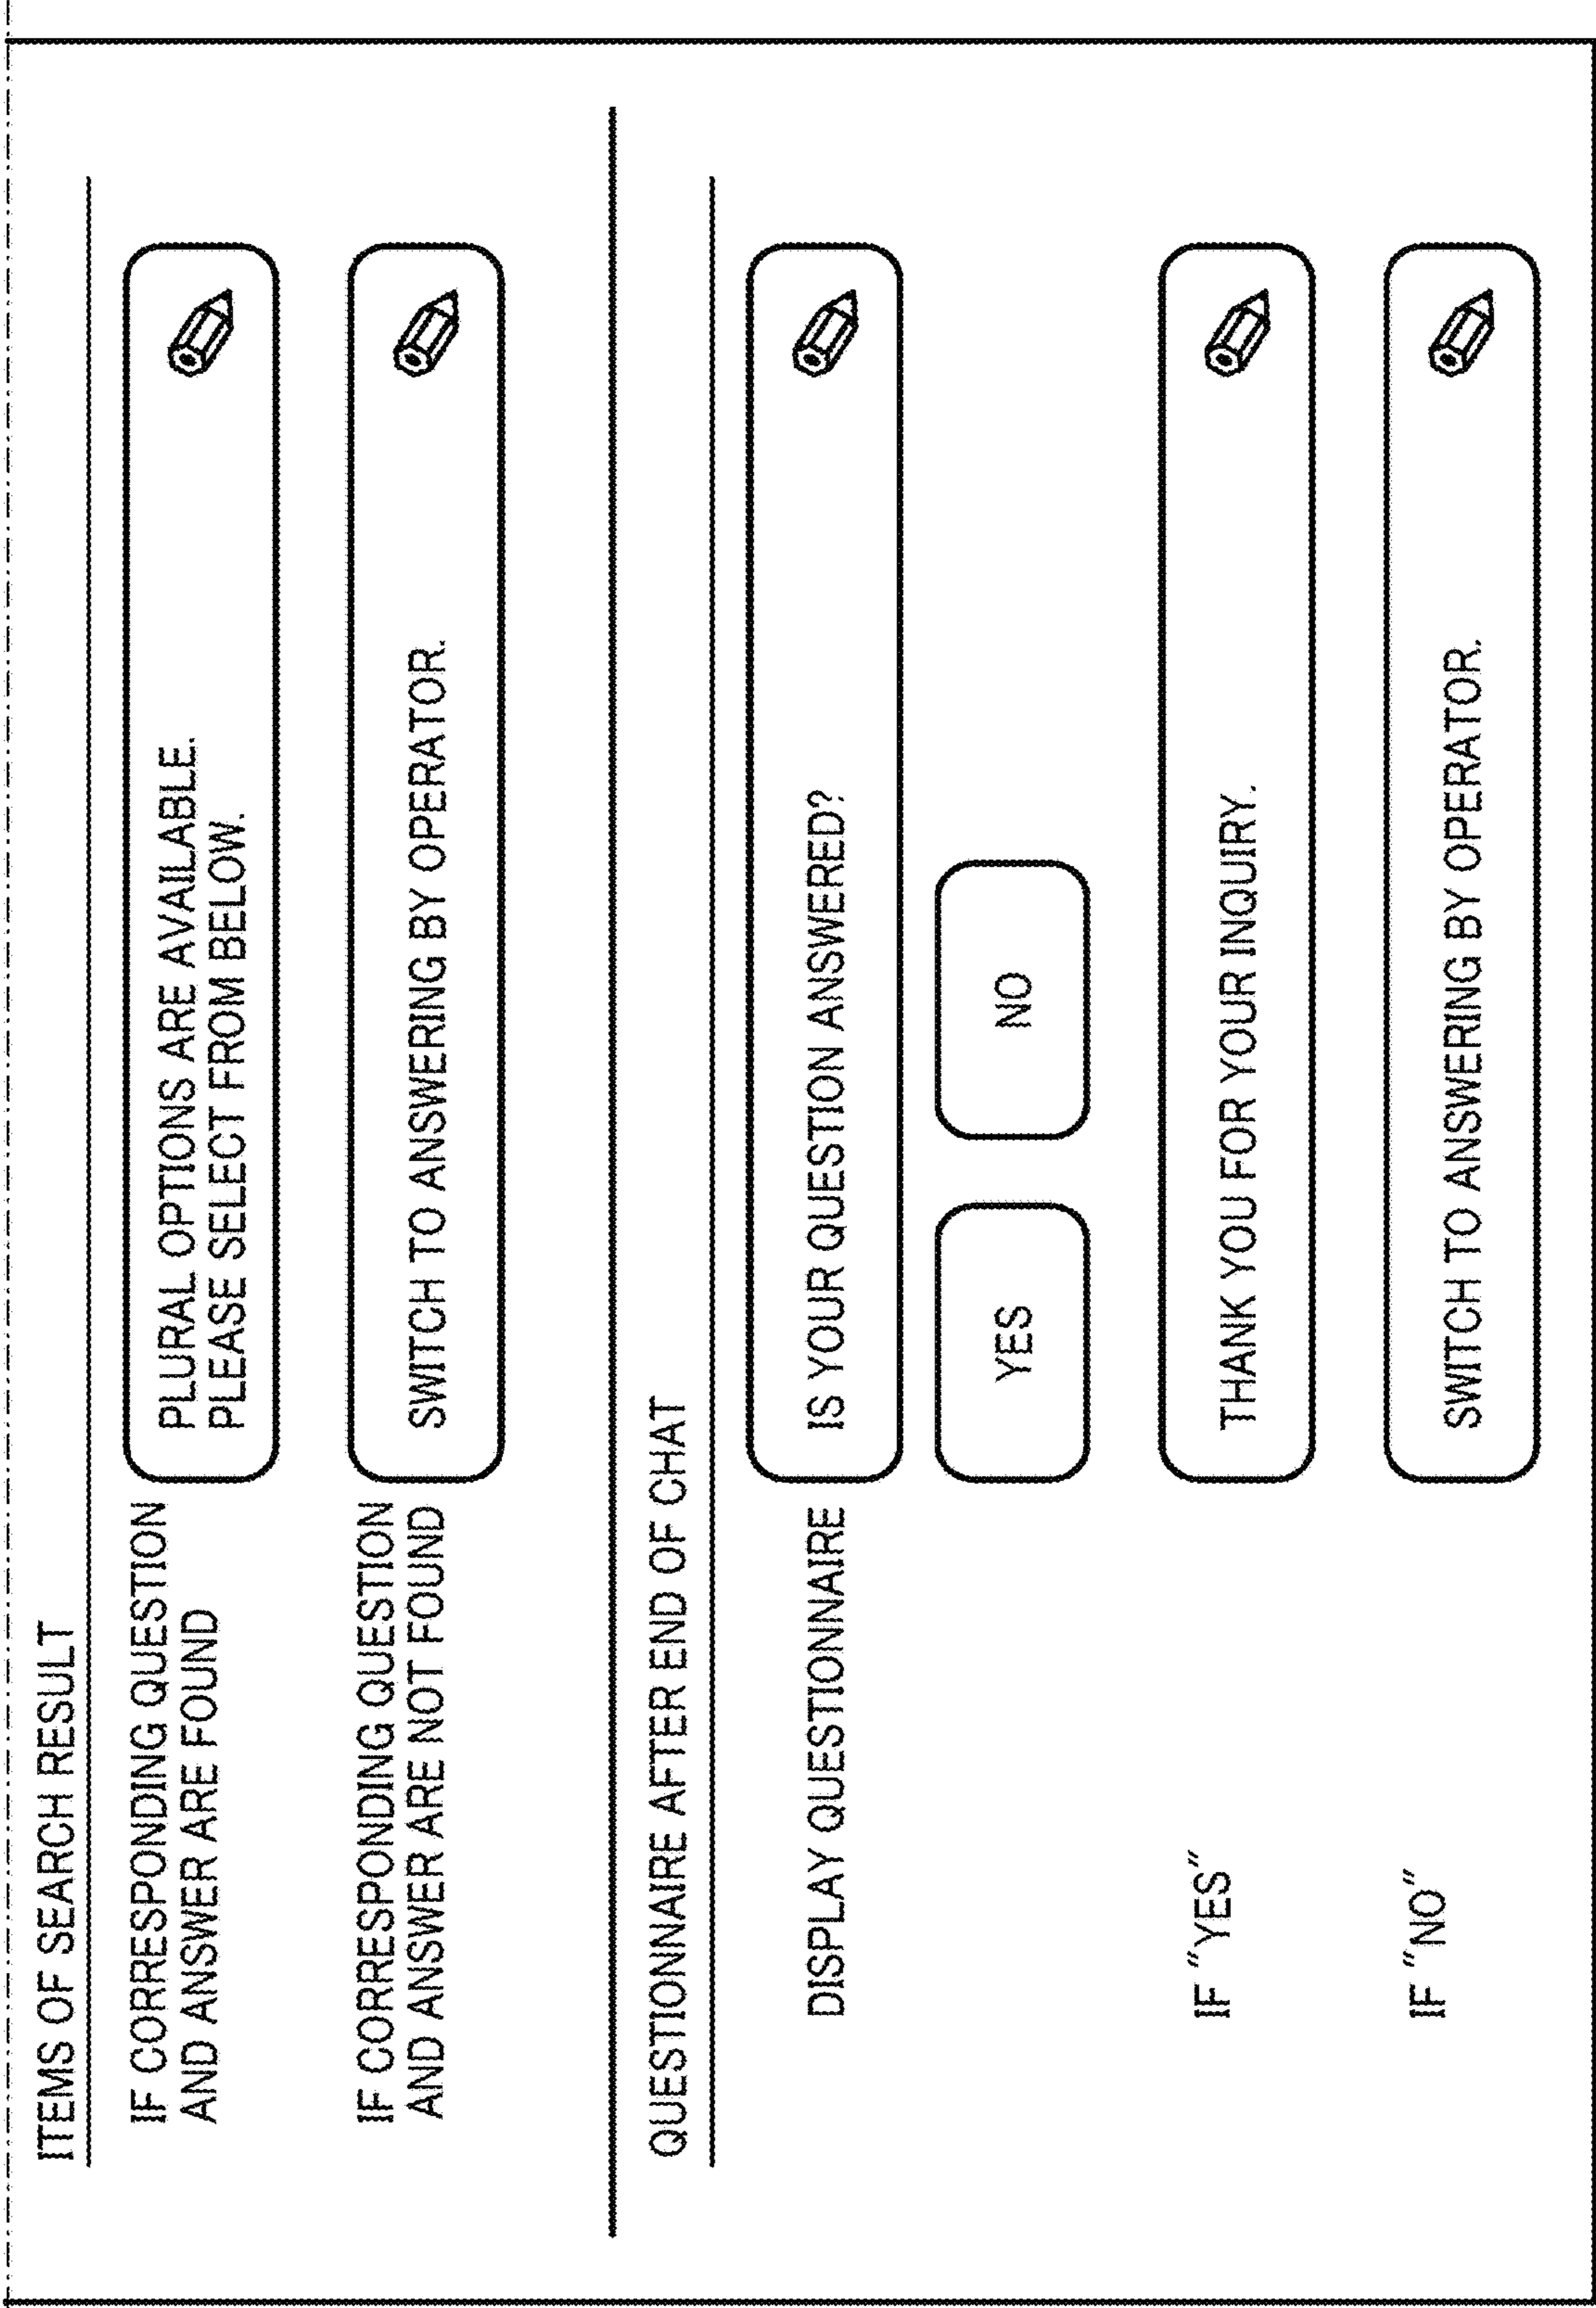 ITEMS OF SEARCH RESULT
IF CORRESPONDING QUESTION
AND ANSWER ARE FOUND
PLURAL OPTIONS ARE AVAILABLE.
PLEASE SELECT FROM BELOW.
IF CORRESPONDING QUESTION
AND ANSWER ARE NOT FOUND
SWITCH TO ANSWERING BY OPERATOR.
QUESTIONNAIRE AFTER END OF CHAT
DISPLAY QUESTIONNAIRE
IS YOUR QUESTION ANSWERED?
YES
NO
IF "YES"
THANK YOU FOR YOUR INQUIRY.
IF "NO"
SWITCH TO ANSWERING BY OPERATOR.